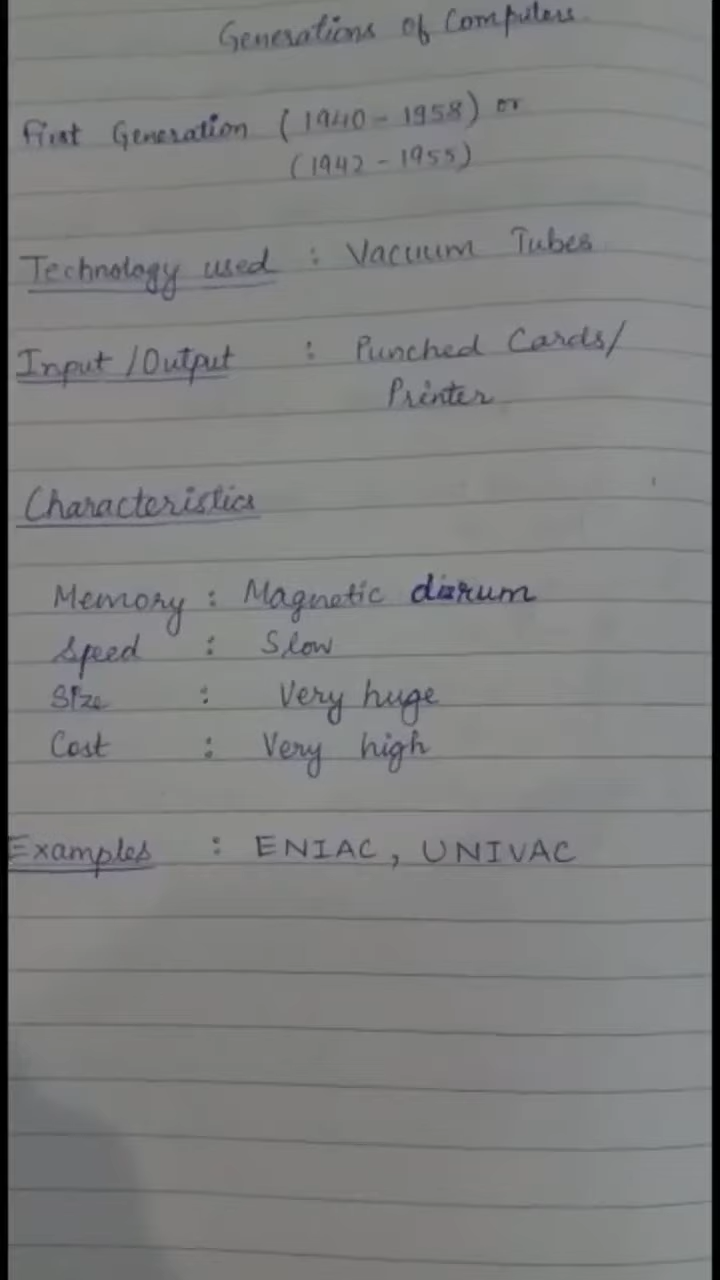 Generations of Computers
First Generation (1940 - 1958) or
(1942 - 1955)
Technology used : Vacuum Tubes
Input / Output : Punched Cards/
Printer
Characteristics
Memory : Magnetic drum
Speed : Slow
Size : Very huge
Cost : Very high
Examples : ENIAC, UNIVAC